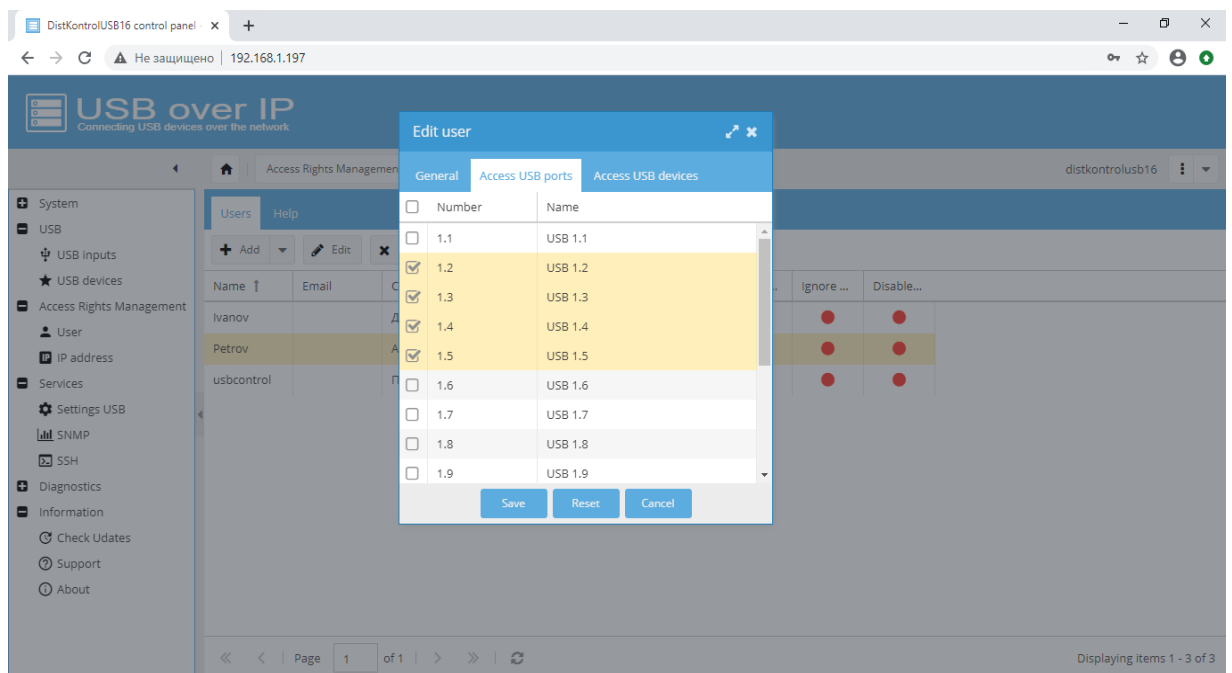 DistKontrolUSB16 control panel -
Не защищено
192.168.1.197
USB over IP
Connecting USB devices over the network
Access Rights Managemen
distkontrolusb16
System
USB
USB inputs
USB devices
Access Rights Management
User
IP address
Services
Settings USB
SNMP
SSH
Diagnostics
Information
Check Udates
Support
About
Users
Help
Add
Edit
Name
Email
Ignore ...
Disable...
Ivanov
Petrov
usbcontrol
Edit user
General
Access USB ports
Access USB devices
Number Name
1.1 USB 1.1
1.2 USB 1.2
1.3 USB 1.3
1.4 USB 1.4
1.5 USB 1.5
1.6 USB 1.6
1.7 USB 1.7
1.8 USB 1.8
1.9 USB 1.9
Save
Reset
Cancel
Page 1 of 1
Displaying items 1 - 3 of 3